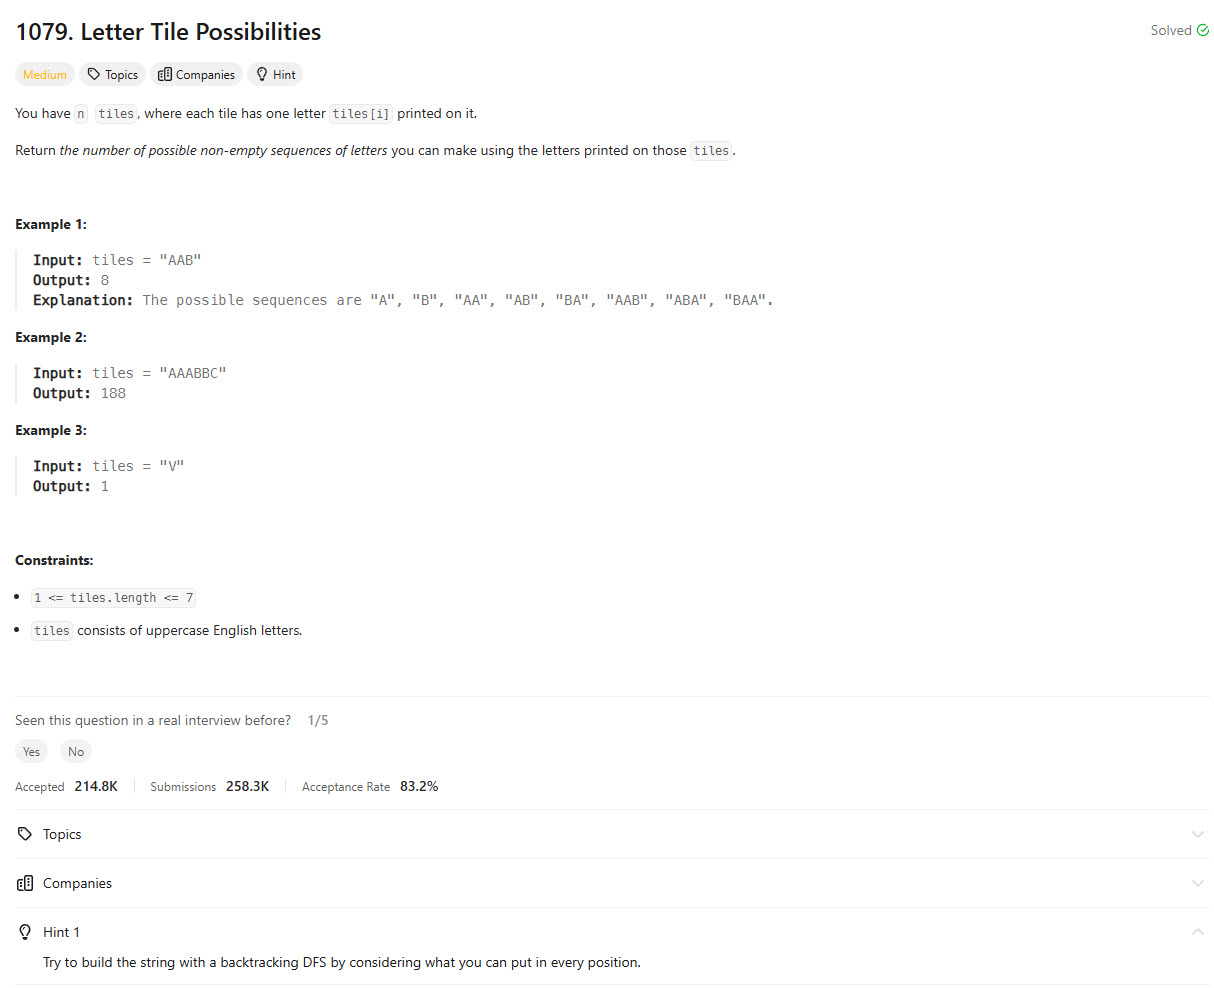 1079. Letter Tile Possibilities
Solved
Medium Topics Companies Hint
You have n tiles, where each tile has one letter tiles[i] printed on it.
Return the number of possible non-empty sequences of letters you can make using the letters printed on those tiles.
Example 1:
Input: tiles = "AAB"
Output: 8
Explanation: The possible sequences are "A", "B", "AA", "AB", "BA", "AAB", "ABA", "BAA".
Example 2:
Input: tiles = "AAABBC"
Output: 188
Example 3:
Input: tiles = "V"
Output: 1
Constraints:
• 1 <= tiles.length <= 7
• tiles consists of uppercase English letters.
Seen this question in a real interview before? 1/5
Yes No
Accepted 214.8K Submissions 258.3K Acceptance Rate 83.2%
Topics
Companies
Hint 1
Try to build the string with a backtracking DFS by considering what you can put in every position.